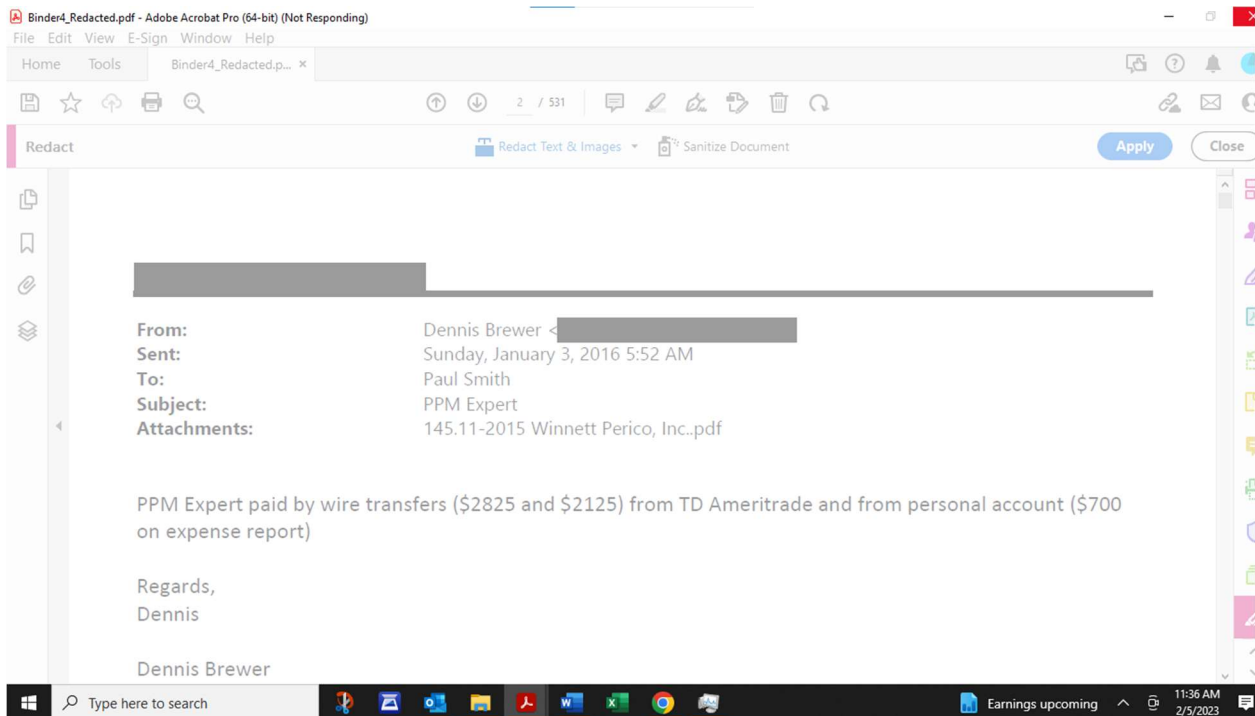 Binder4_Redacted.pdf - Adobe Acrobat Pro (64-bit) (Not Responding)
File Edit View E-Sign Window Help
Home Tools Binder4_Redacted.p... ×
2 / 531
Redact Redact Text & Images Sanitize Document Apply Close
From: Dennis Brewer <
Sent: Sunday, January 3, 2016 5:52 AM
To: Paul Smith
Subject: PPM Expert
Attachments: 145.11-2015 Winnett Perico, Inc..pdf
PPM Expert paid by wire transfers ($2825 and $2125) from TD Ameritrade and from personal account ($700
on expense report)
Regards,
Dennis
Dennis Brewer
Type here to search Earnings upcoming 11:36 AM
2/5/2023